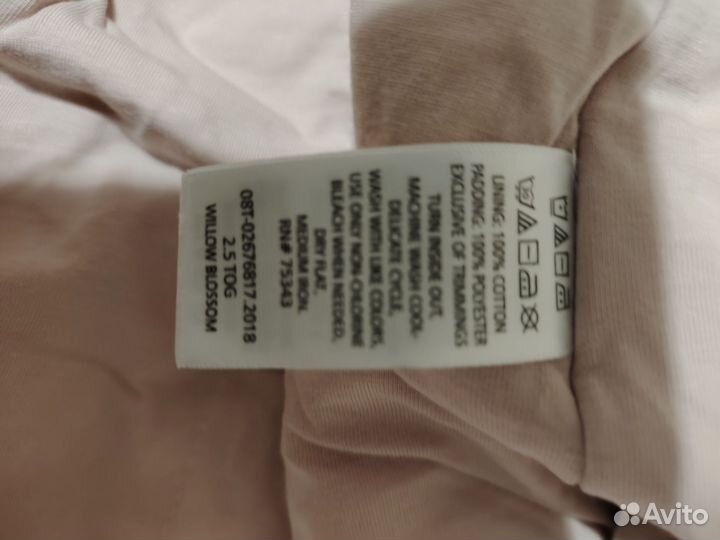 LINING: 100% COTTON
PADDING: 100% POLYESTER
EXCLUSIVE OF TRIMMINGS
TURN INSIDE OUT.
MACHINE WASH COOL-
DELICATE CYCLE.
WASH WITH LIKE COLORS,
USE ONLY NON-CHLORINE
BLEACH WHEN NEEDED,
DRY FLAT,
MEDIUM IRON.
RN# 75343
08T-02676817.2018
2.5 TOG
WILLOW BLOSSOM
Avito